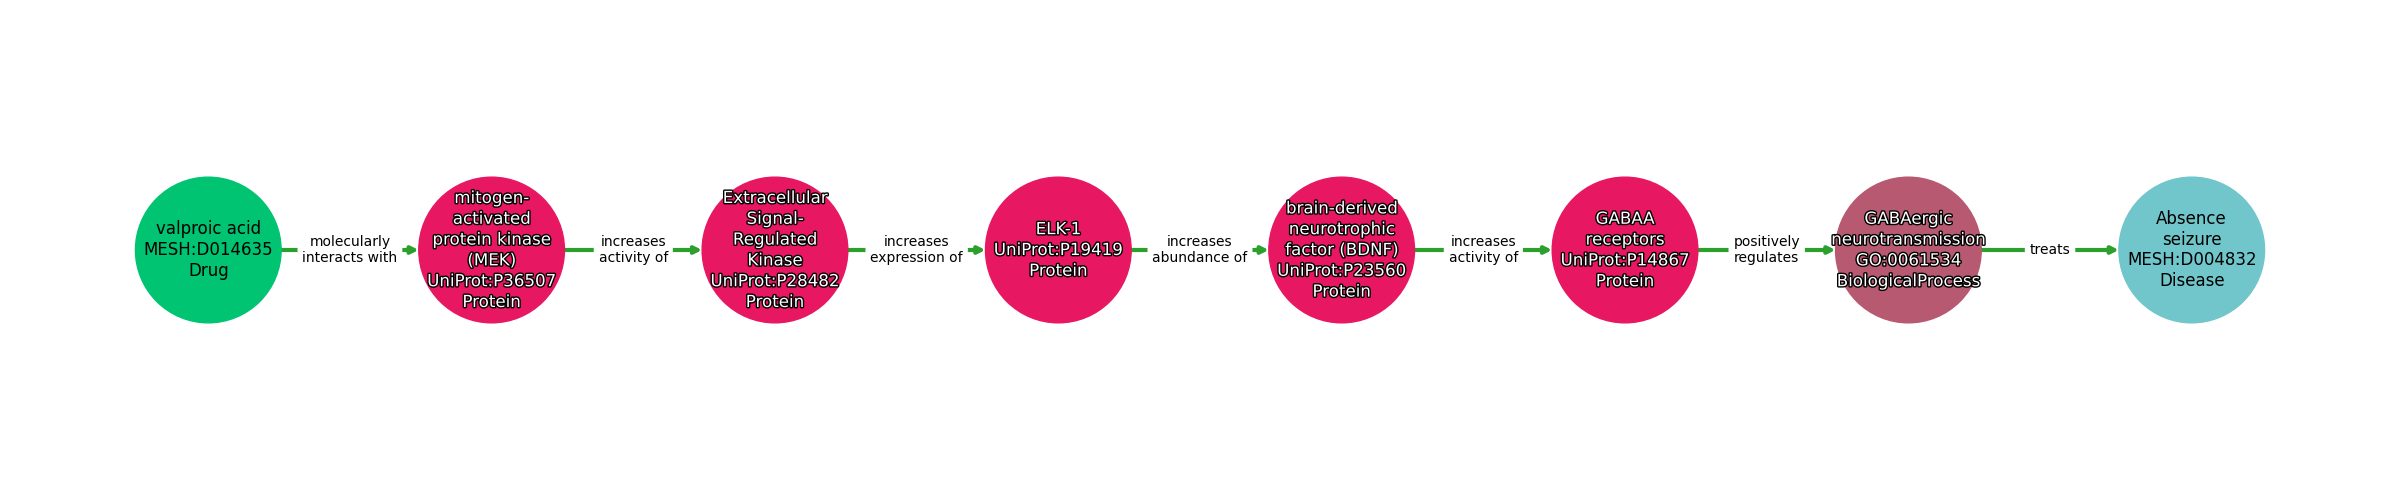 valproic acid
MESH:D014635
Drug
molecularly
interacts with
mitogen-
activated
protein kinase
(MEK)
UniProt:P36507
Protein
increases
activity of
Extracellular
Signal-
Regulated
Kinase
UniProt:P28482
Protein
increases
expression of
ELK-1
UniProt:P19419
Protein
increases
abundance of
brain-derived
neurotrophic
factor (BDNF)
UniProt:P23560
Protein
increases
activity of
GABAA
receptors
UniProt:P14867
Protein
positively
regulates
GABAergic
neurotransmission
GO:0061534
BiologicalProcess
treats
Absence
seizure
MESH:D004832
Disease